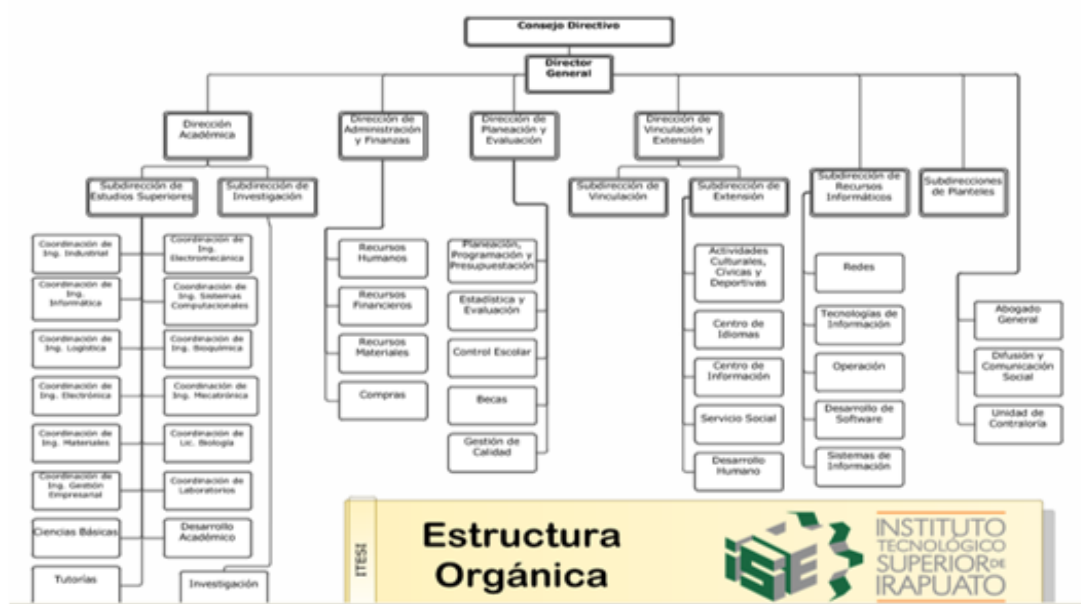 Consejo Directivo
Director
General
Dirección
Académica
Dirección de
Administración
y Finanzas
Dirección de
Planeación y
Evaluación
Dirección de
Vinculación y
Extensión
Subdirección de
Estudios Superiores
Subdirección de
Investigación
Subdirección de
Vinculación
Subdirección de
Extensión
Subdirección de
Recursos
Informáticos
Subdirecciones
de Planteles
Coordinación de
Ing. Industrial
Coordinación de
Ing.
Informática
Coordinación de
Ing. Logística
Coordinación de
Ing. Electrónica
Coordinación de
Ing. Materiales
Coordinación de
Ing. Gestión
Empresarial
Ciencias Básicas
Tutorías
Coordinación de
Ing.
Electromecánica
Coordinación de
Ing. Sistemas
Computacionales
Coordinación de
Ing. Bioquímica
Coordinación de
Ing. Mecatrónica
Coordinación de
Lic. Biología
Coordinación de
Laboratorios
Desarrollo
Académico
Investigación
Recursos
Humanos
Recursos
Financieros
Recursos
Materiales
Compras
Planeación,
Programación y
Presupuestación
Estadística y
Evaluación
Control Escolar
Becas
Gestión de
Calidad
Actividades
Culturales,
Cívicas y
Deportivas
Centro de
Idiomas
Centro de
Información
Servicio Social
Desarrollo
Humano
Redes
Tecnologías de
Información
Operación
Desarrollo de
Software
Sistemas de
Información
Abogado
General
Difusión y
Comunicación
Social
Unidad de
Contraloría
ITESI
Estructura
Orgánica
INSTITUTO
TECNOLÓGICO
SUPERIOR DE
IRAPUATO